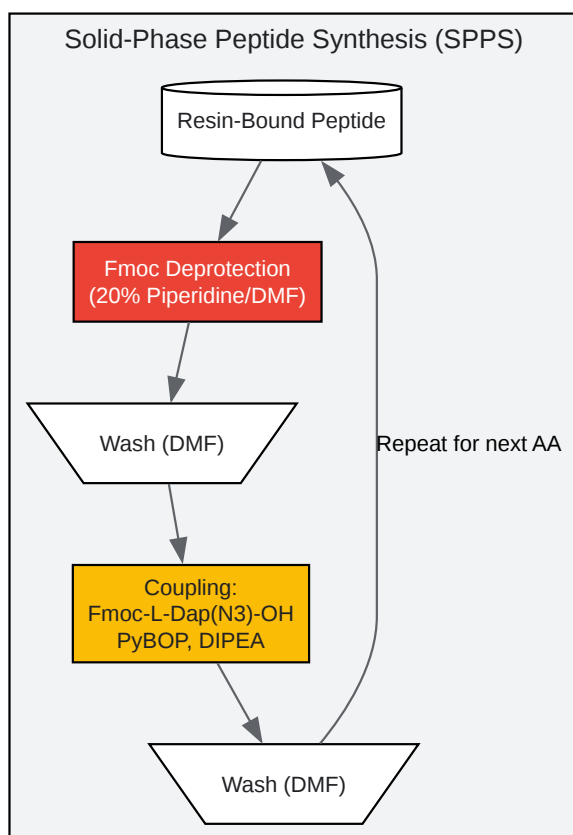 Solid-Phase Peptide Synthesis (SPPS)
Resin-Bound Peptide
Fmoc Deprotection
(20% Piperidine/DMF)
Wash (DMF)
Repeat for next AA
Coupling:
Fmoc-L-Dap(N3)-OH
PyBOP, DIPEA
Wash (DMF)